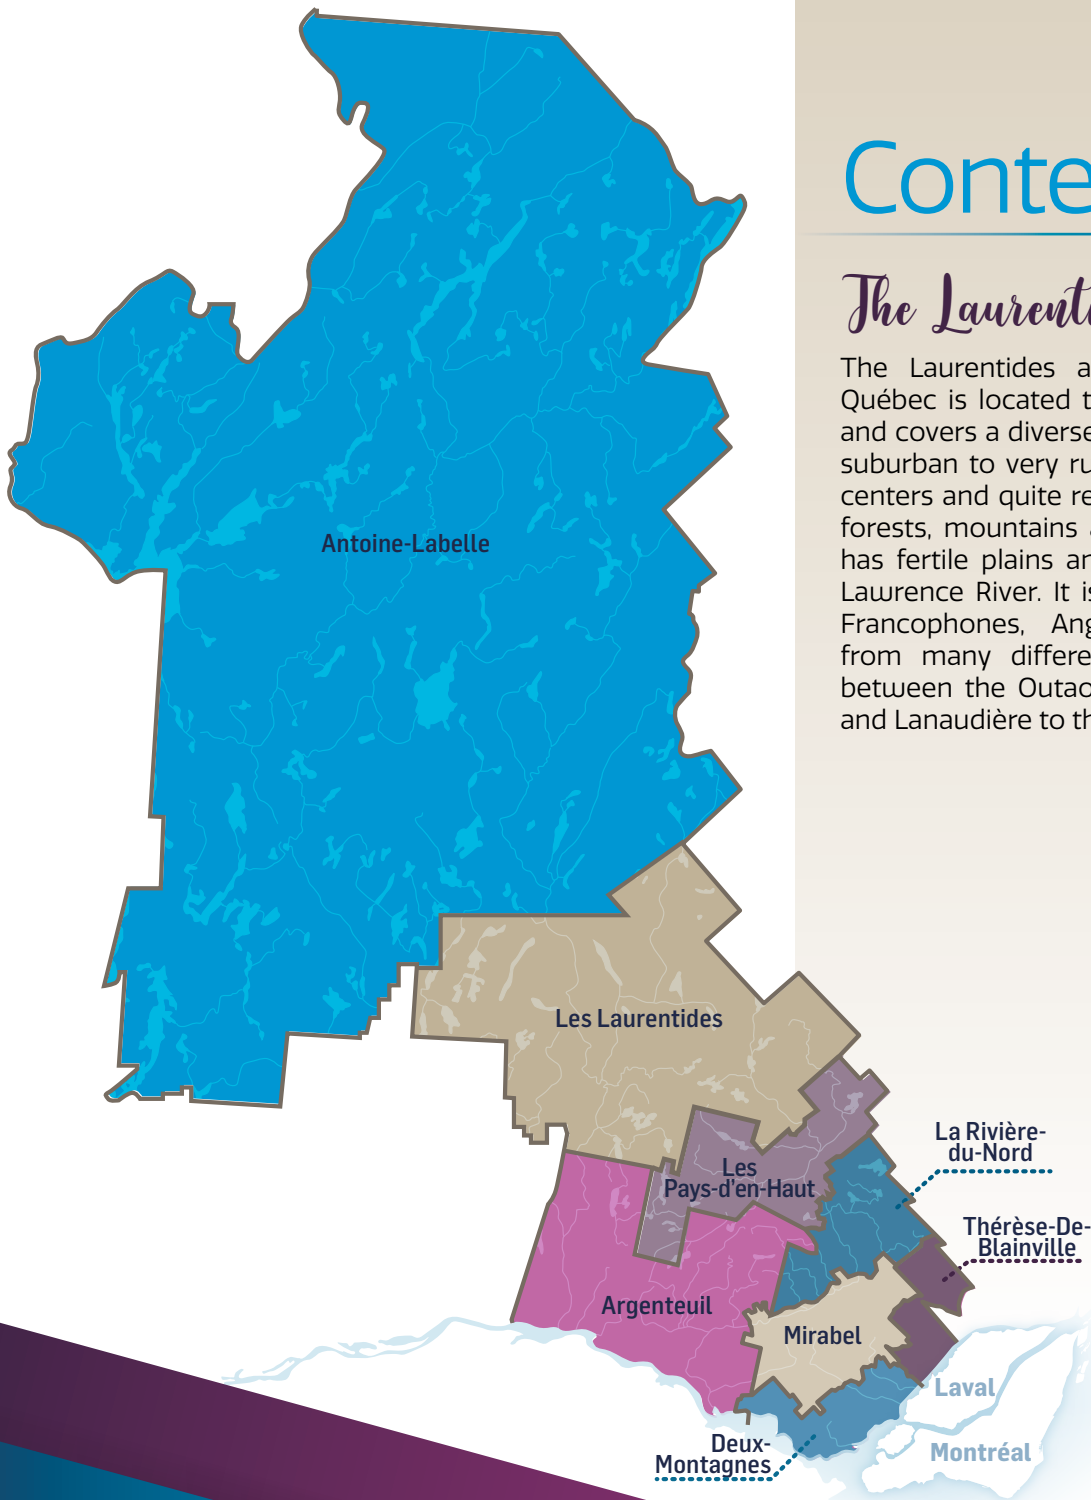 Conte
The Laurenti
The Laurentides a
Québec is located t
and covers a diverse
suburban to very ru
centers and quite re
forests, mountains a
has fertile plains an
Lawrence River. It is
Francophones, Ang
from many differe
between the Outao
and Lanaudière to th
Antoine-Labelle
Les Laurentides
Les
Pays-d'en-Haut
La Rivière-
du-Nord
Thérèse-De-
Blainville
Argenteuil
Mirabel
Laval
Deux-
Montagnes
Montréal